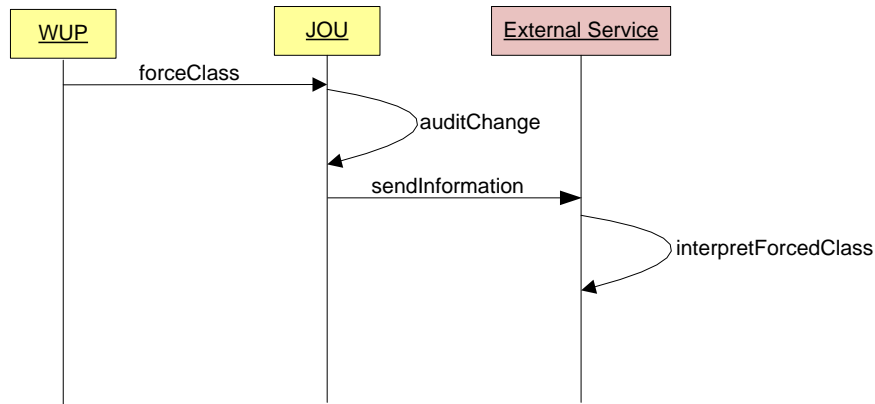 WUP
JOU
External Service
forceClass
auditChange
sendInformation
interpretForcedClass